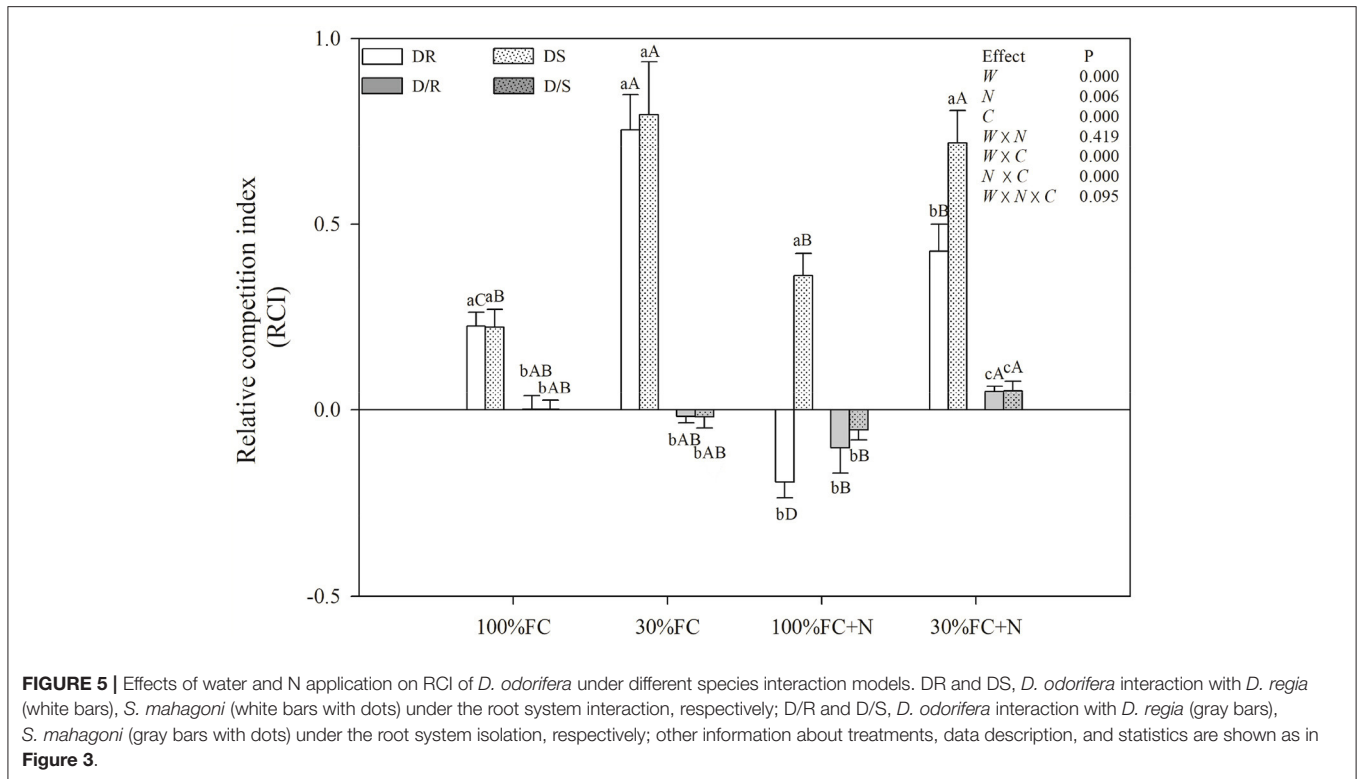 1.0
0.5
0.0
-0.5
Relative competition index
(RCI)
DR
DS
D/R
D/S
Effect P
W 0.000
N 0.006
C 0.000
W X N 0.419
W X C 0.000
N X C 0.000
W X N X C 0.095
aC
aB
bAB
bAB
aA
aA
bAB
bAB
bD
aB
bB
bB
bB
aA
cA
cA
100%FC
30%FC
100%FC+N
30%FC+N
FIGURE 5 | Effects of water and N application on RCI of D. odorifera under different species interaction models. DR and DS, D. odorifera interaction with D. regia
(white bars), S. mahagoni (white bars with dots) under the root system interaction, respectively; D/R and D/S, D. odorifera interaction with D. regia (gray bars),
S. mahagoni (gray bars with dots) under the root system isolation, respectively; other information about treatments, data description, and statistics are shown as in
Figure 3.